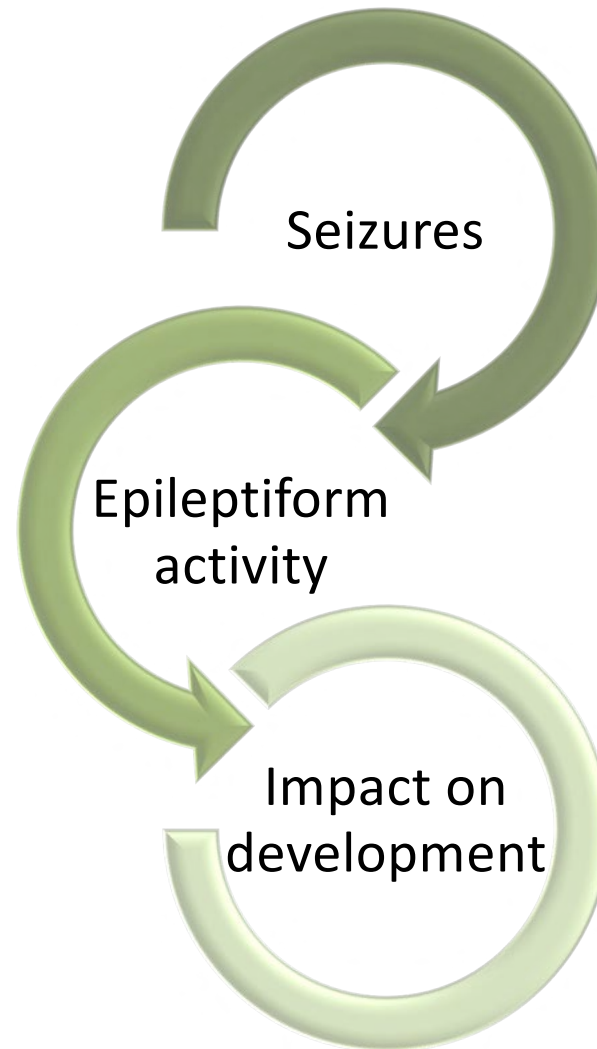 Seizures
Epileptiform
activity
Impact on
development